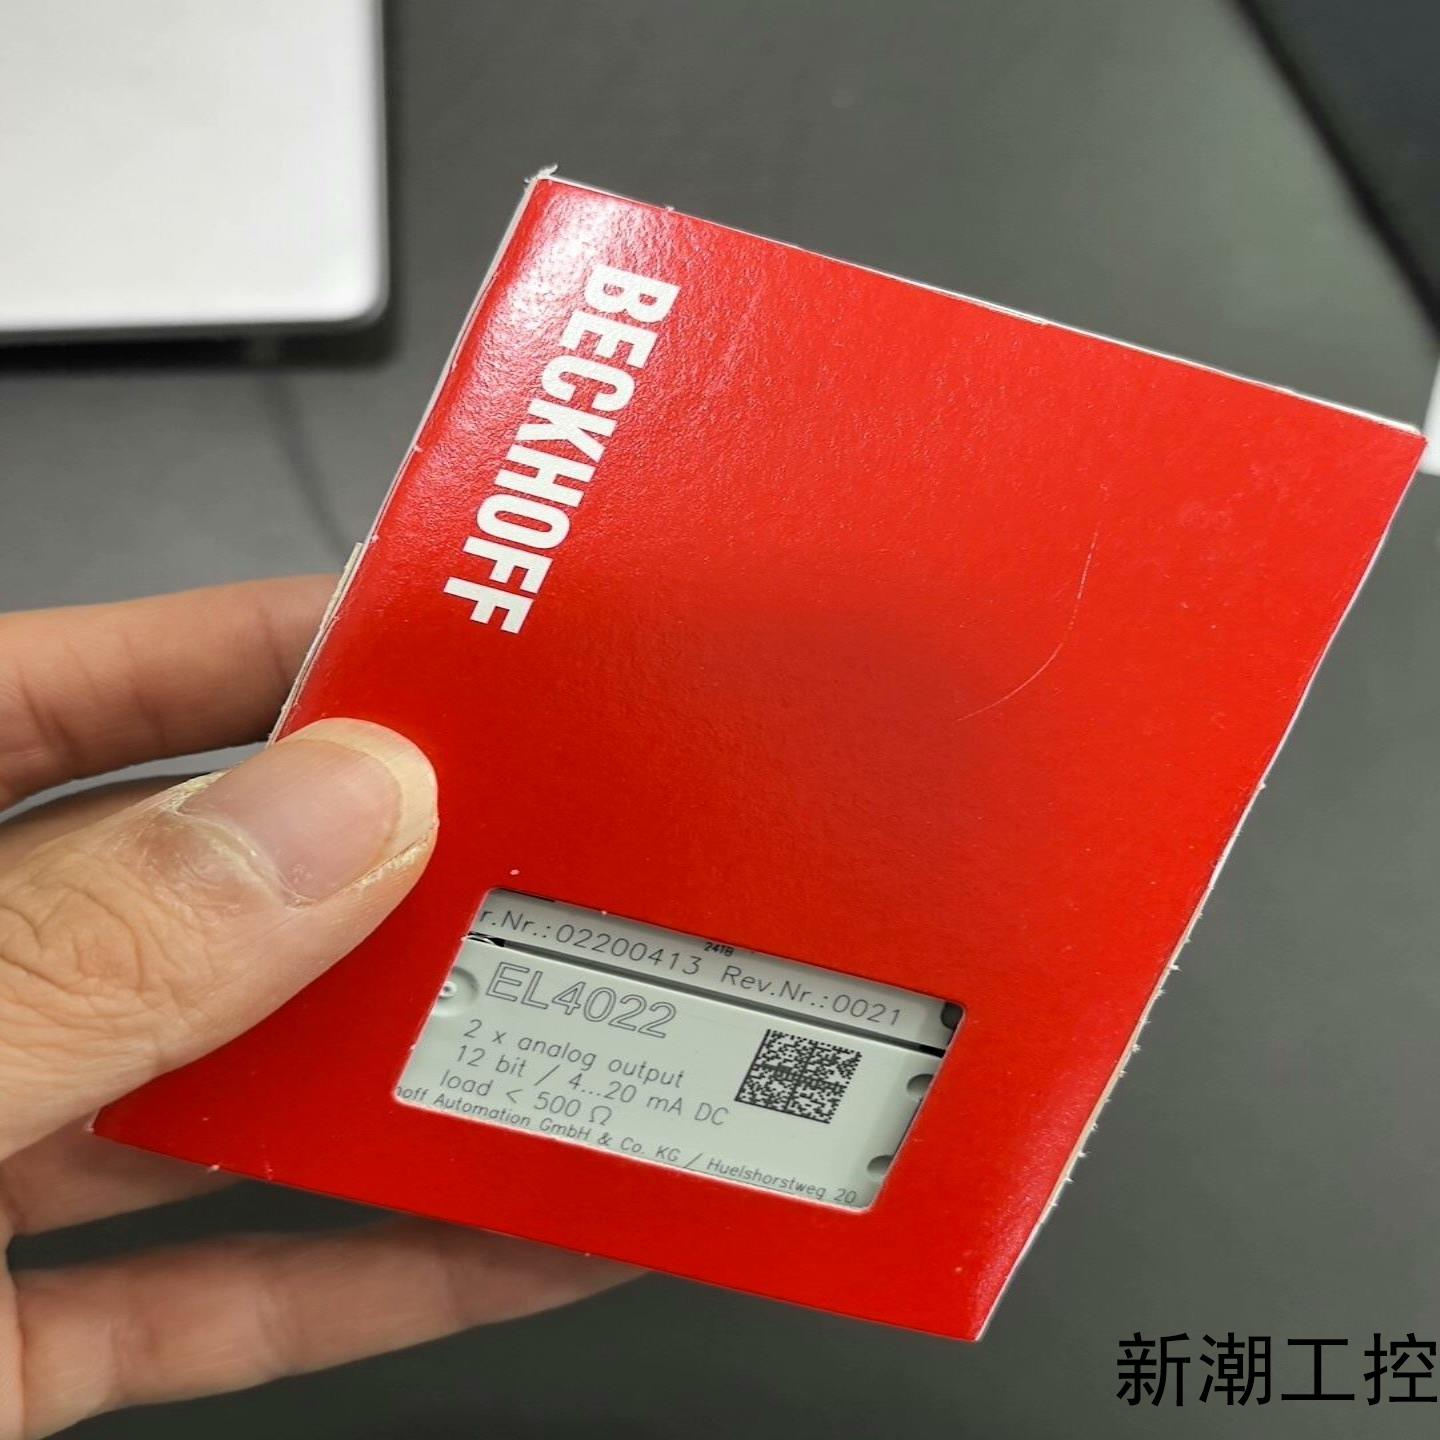 BECKHOFF
r.Nr.:02200413 Rev.Nr.:0021
241B
EL4022
2 x analog output
12 bit / 4...20 mA DC
load < 500 Ω
hoff Automation GmbH & Co. KG / Huelshorstweg 20
新潮工控